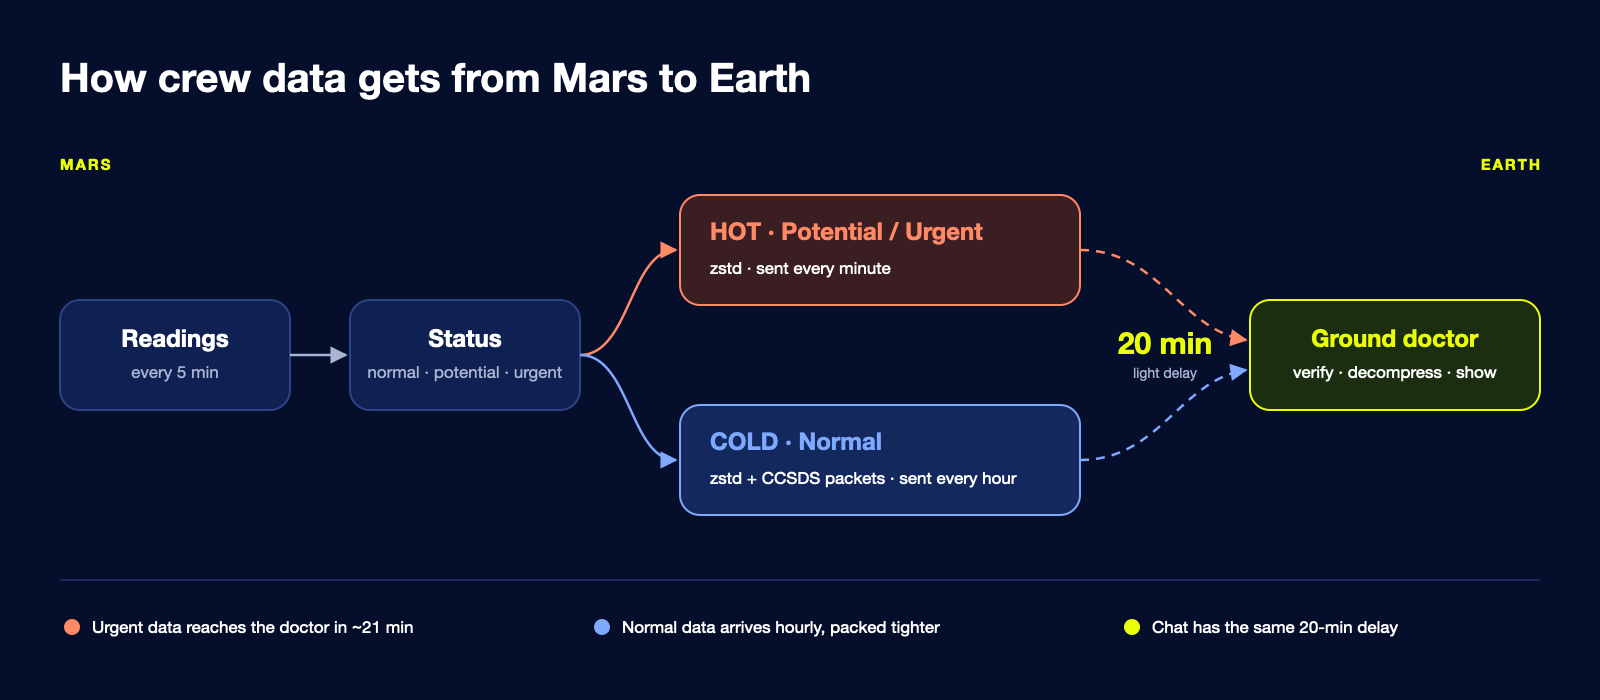 How crew data gets from Mars to Earth
MARS
EARTH
Readings
every 5 min
Status
normal · potential · urgent
HOT · Potential / Urgent
zstd · sent every minute
COLD · Normal
zstd + CCSDS packets · sent every hour
20 min
light delay
Ground doctor
verify · decompress · show
Urgent data reaches the doctor in ~21 min
Normal data arrives hourly, packed tighter
Chat has the same 20-min delay